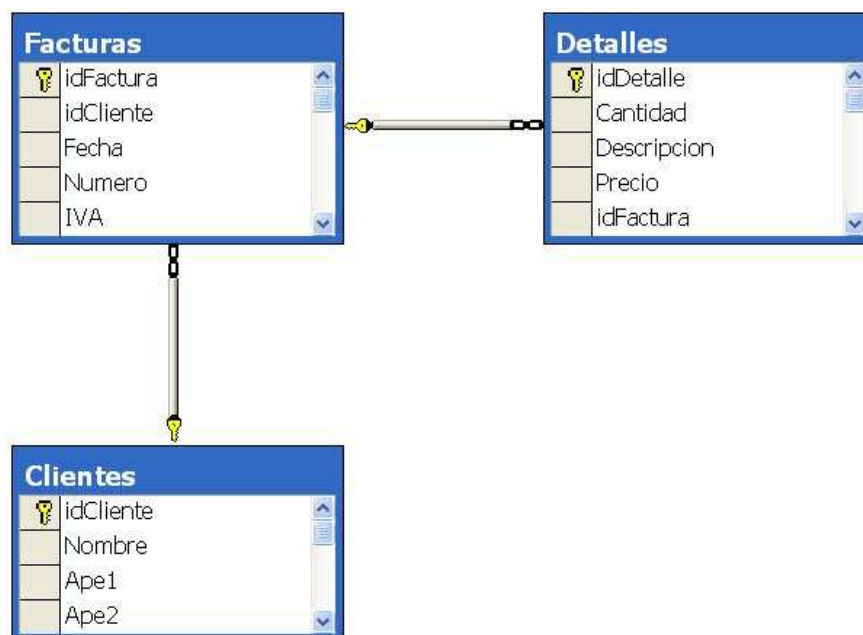 Facturas
idFactura
idCliente
Fecha
Numero
IVA
Detalles
idDetalle
Cantidad
Descripcion
Precio
idFactura
Clientes
idCliente
Nombre
Ape1
Ape2